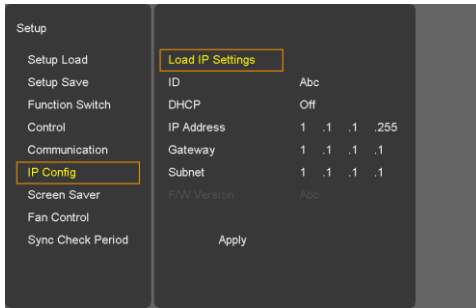 Setup
Setup Load
Setup Save
Function Switch
Control
Communication
IP Config
Screen Saver
Fan Control
Sync Check Period
Load IP Settings
ID Abc
DHCP Off
IP Address 1 .1 .1 .255
Gateway 1 .1 .1 .1
Subnet 1 .1 .1 .1
F/W Version Abc
Apply